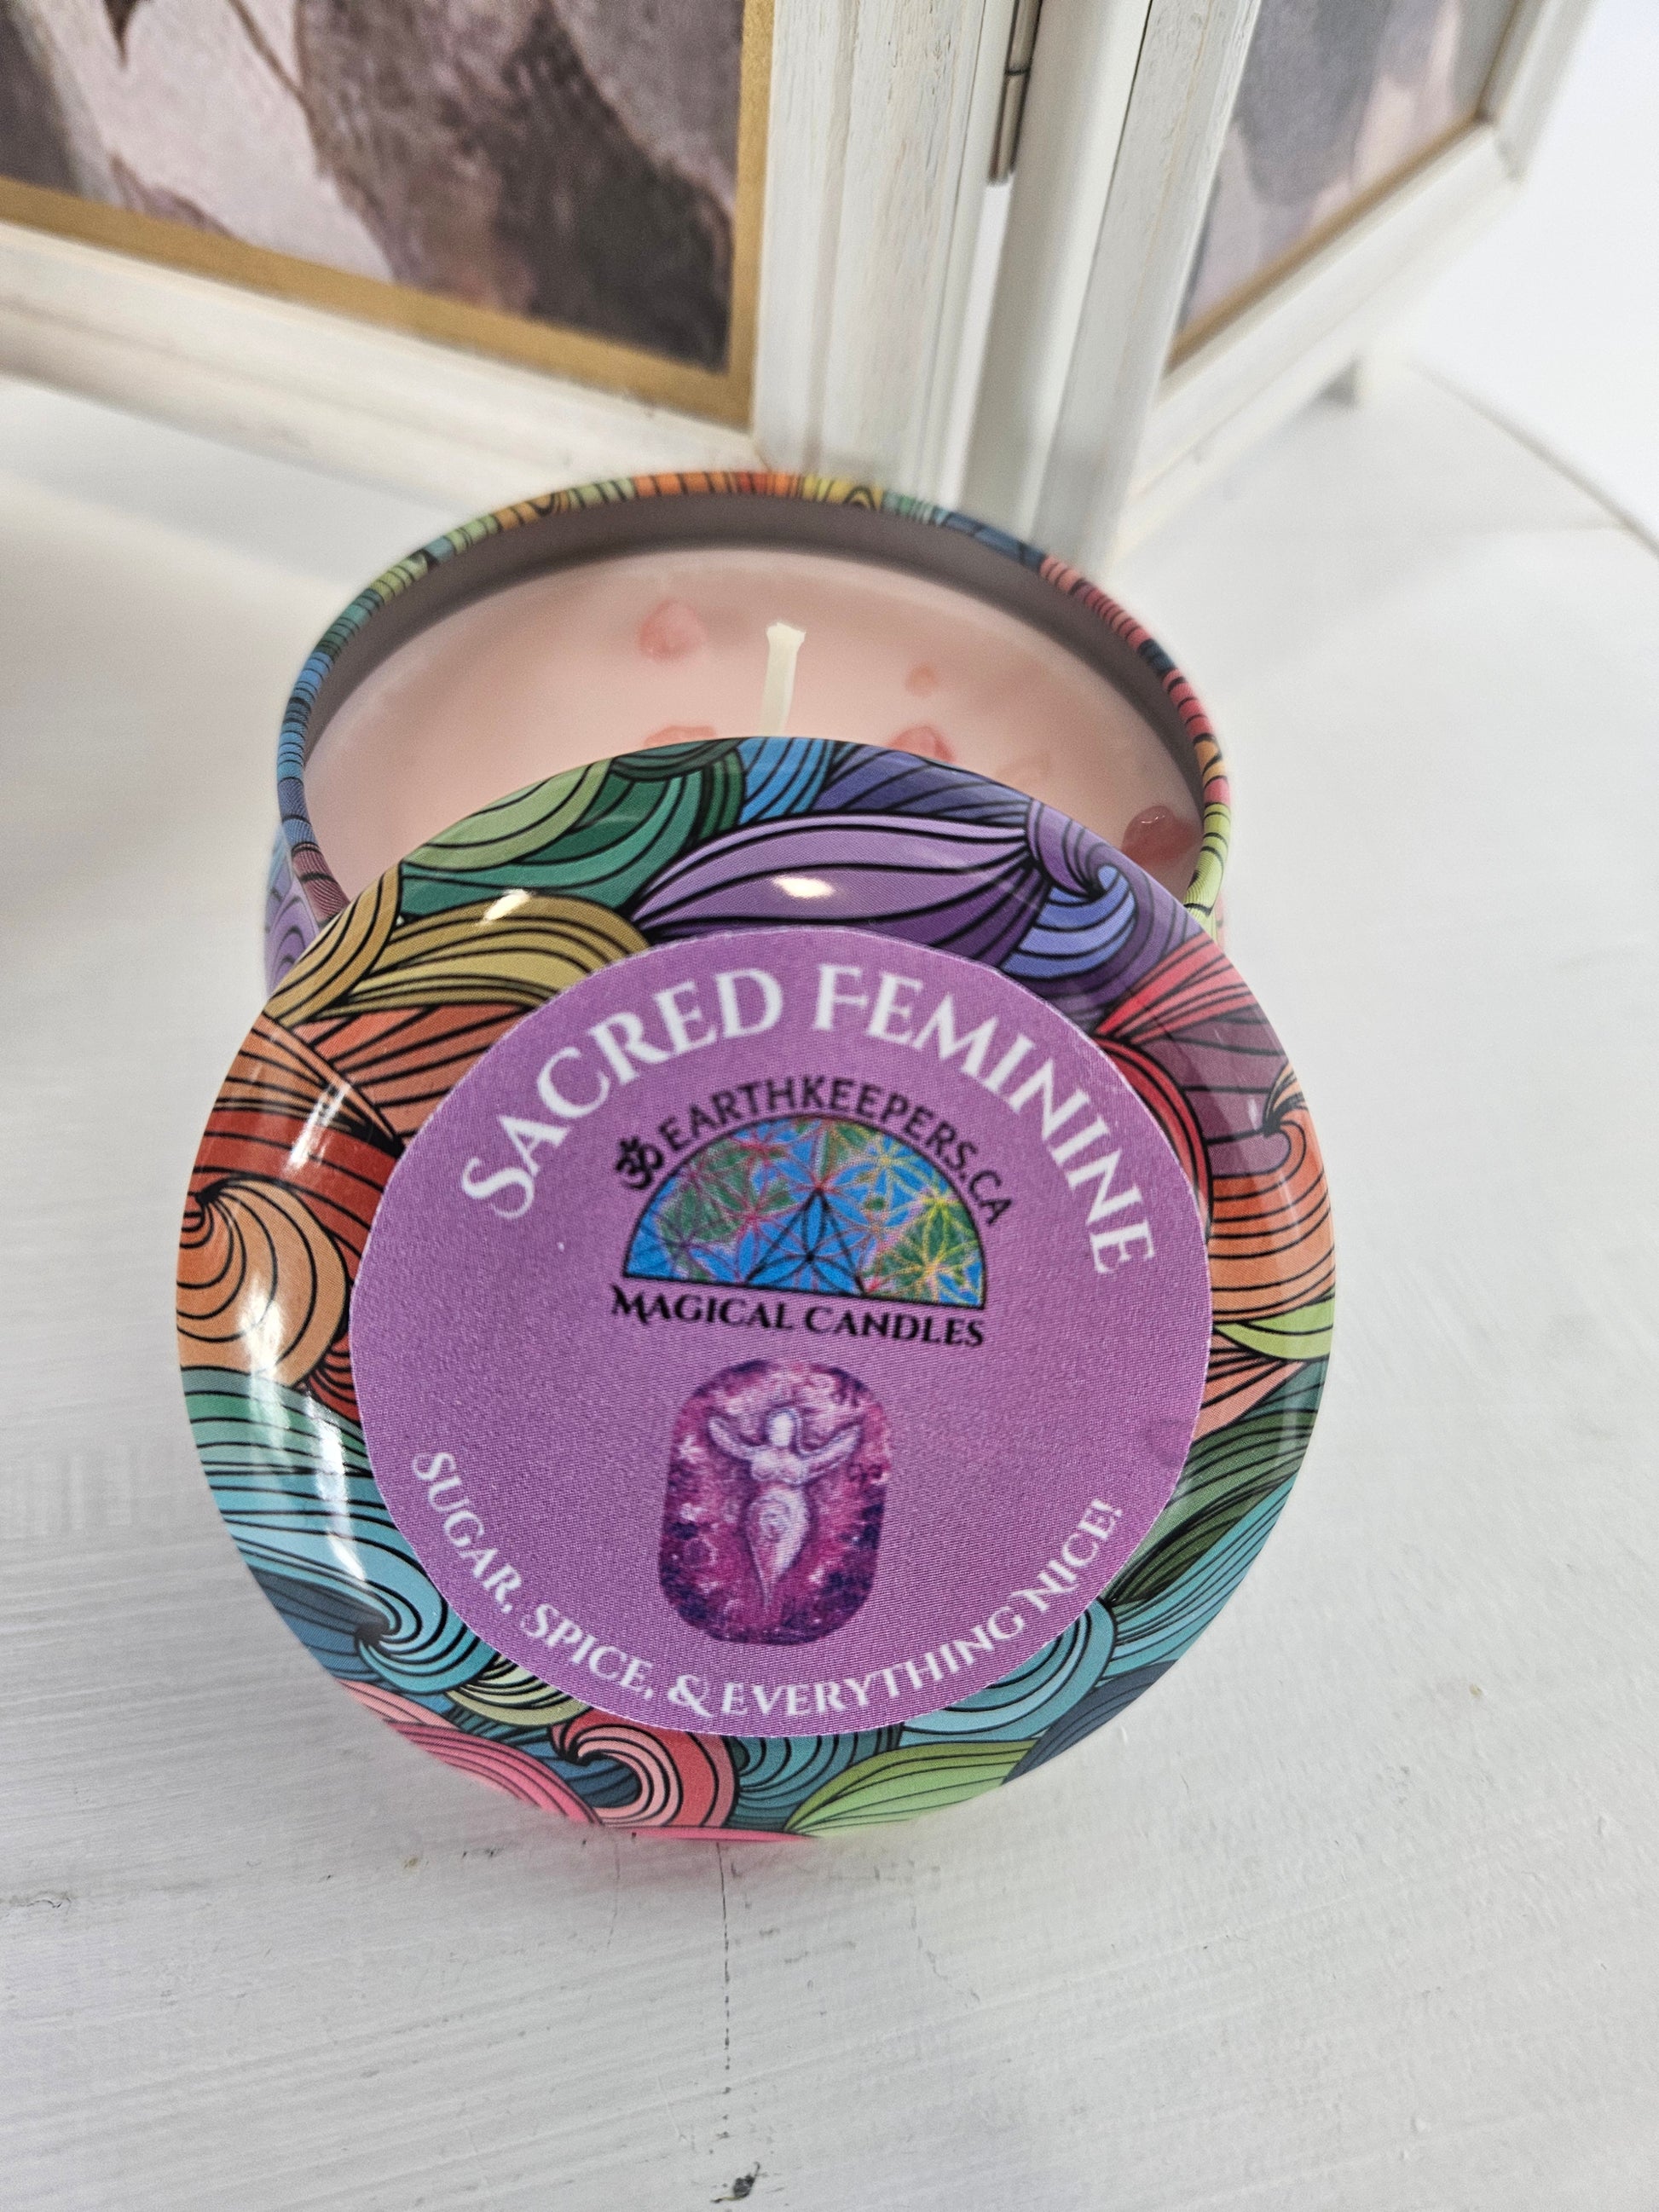 SACRED FEMININE
ॐ EARTHKEEPERS.CA
MAGICAL CANDLES
SUGAR, SPICE, & EVERYTHING NICE!